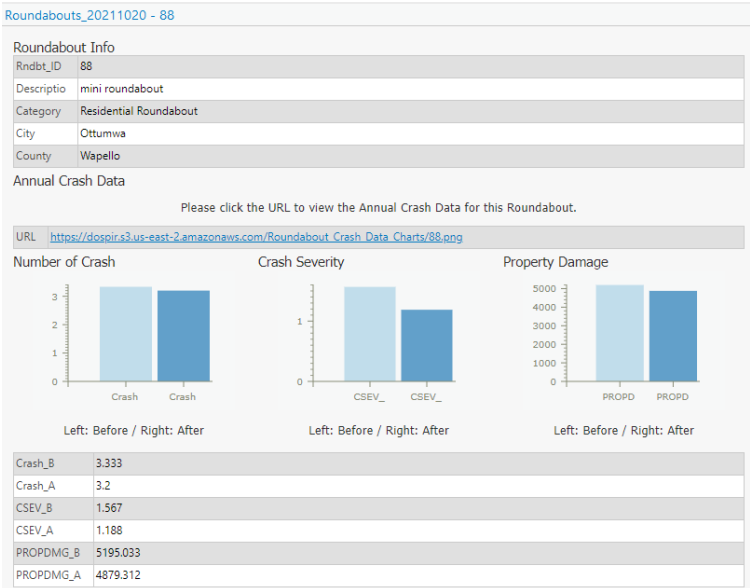 Roundabouts_20211020 - 88
Roundabout Info
Rndbt_ID 88
Descriptio mini roundabout
Category Residential Roundabout
City Ottumwa
County Wapello
Annual Crash Data
Please click the URL to view the Annual Crash Data for this Roundabout.
URL https://dospir.s3.us-east-2.amazonaws.com/Roundabout_Crash_Data_Charts/88.png
Number of Crash Crash Severity Property Damage
3
2
1
0
Crash Crash
1
0
CSEV_ CSEV_
5000
4000
3000
2000
1000
0
PROPD PROPD
Left: Before / Right: After Left: Before / Right: After Left: Before / Right: After
Crash_B 3.333
Crash_A 3.2
CSEV_B 1.567
CSEV_A 1.188
PROPDMG_B 5195.033
PROPDMG_A 4879.312